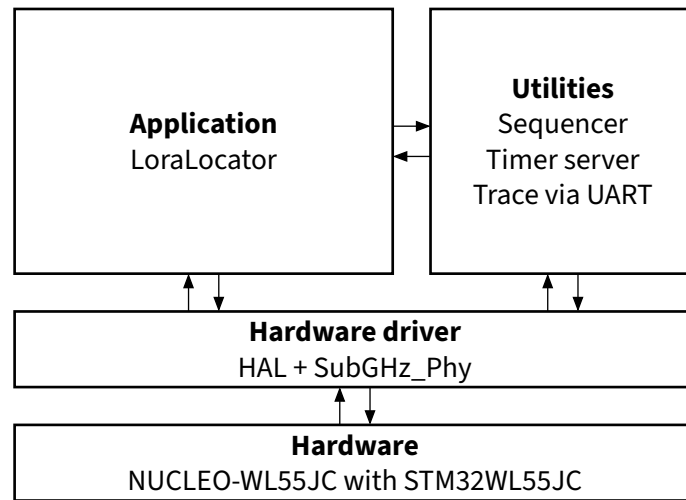 Application
LoraLocator
Utilities
Sequencer
Timer server
Trace via UART
Hardware driver
HAL + SubGHz_Phy
Hardware
NUCLEO-WL55JC with STM32WL55JC